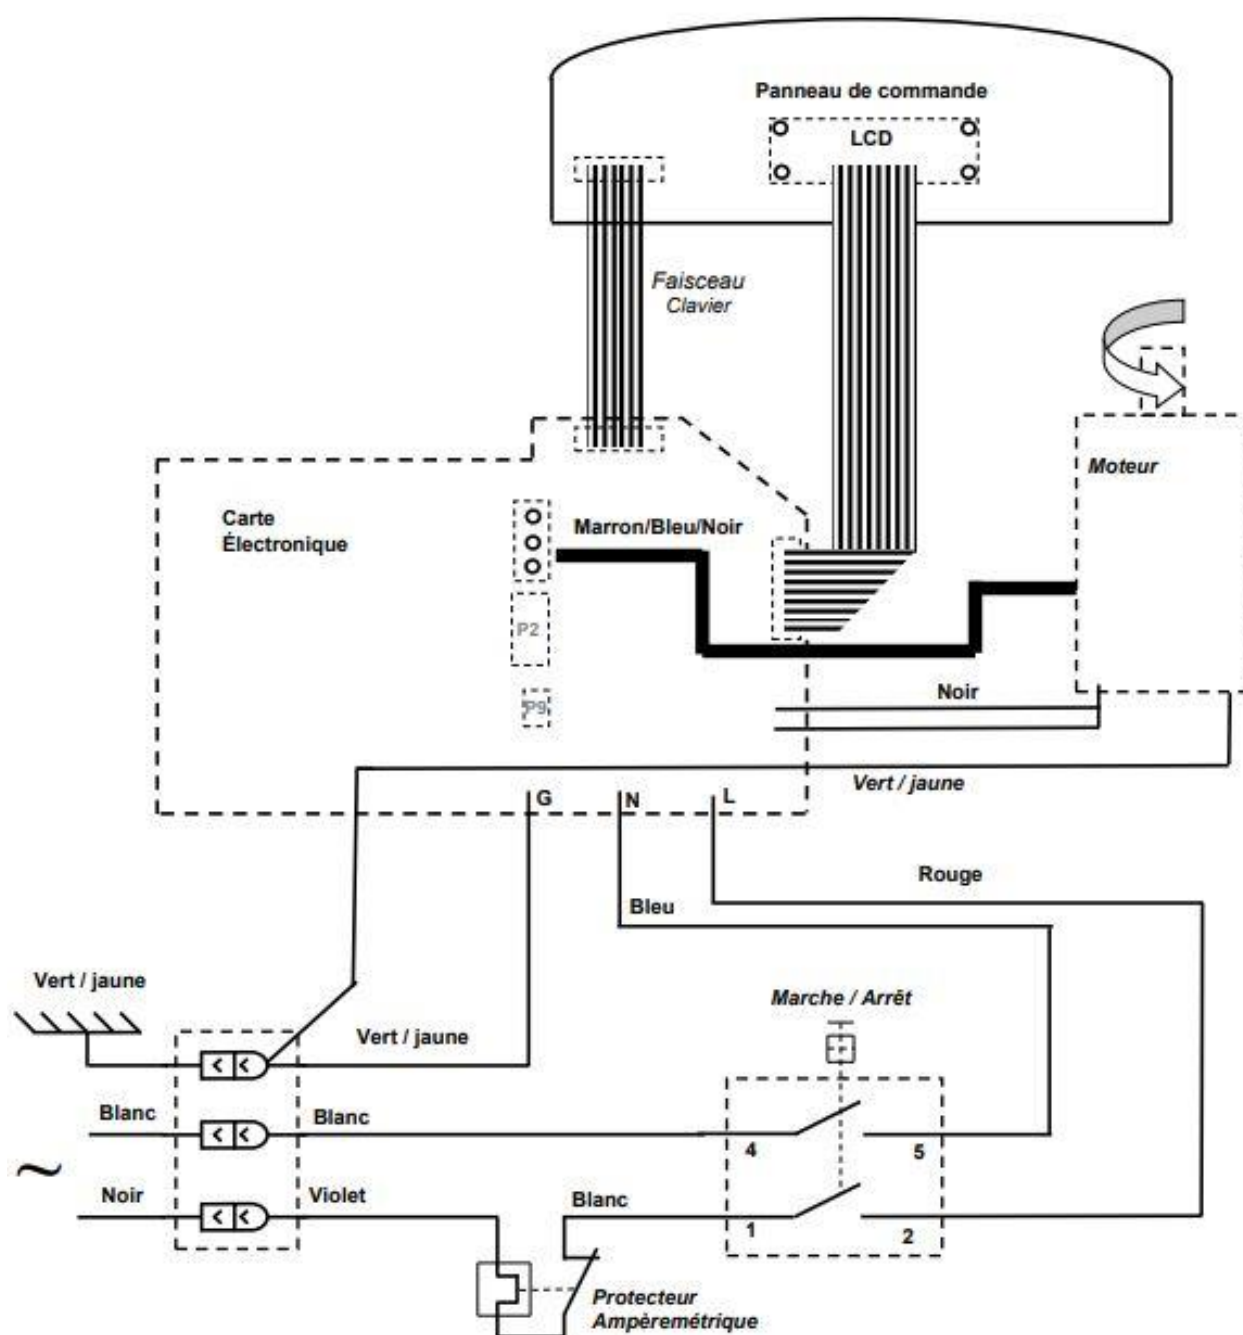 Panneau de commande
LCD
Faisceau
Clavier
Moteur
Carte
Électronique
Marron/Bleu/Noir
P2
P9
Noir
Vert / jaune
G
N
L
Rouge
Bleu
Vert / jaune
Marche / Arrêt
Vert / jaune
Blanc
Blanc
4
5
~
Noir
Violet
Blanc
1
2
Protecteur
Ampèremétrique